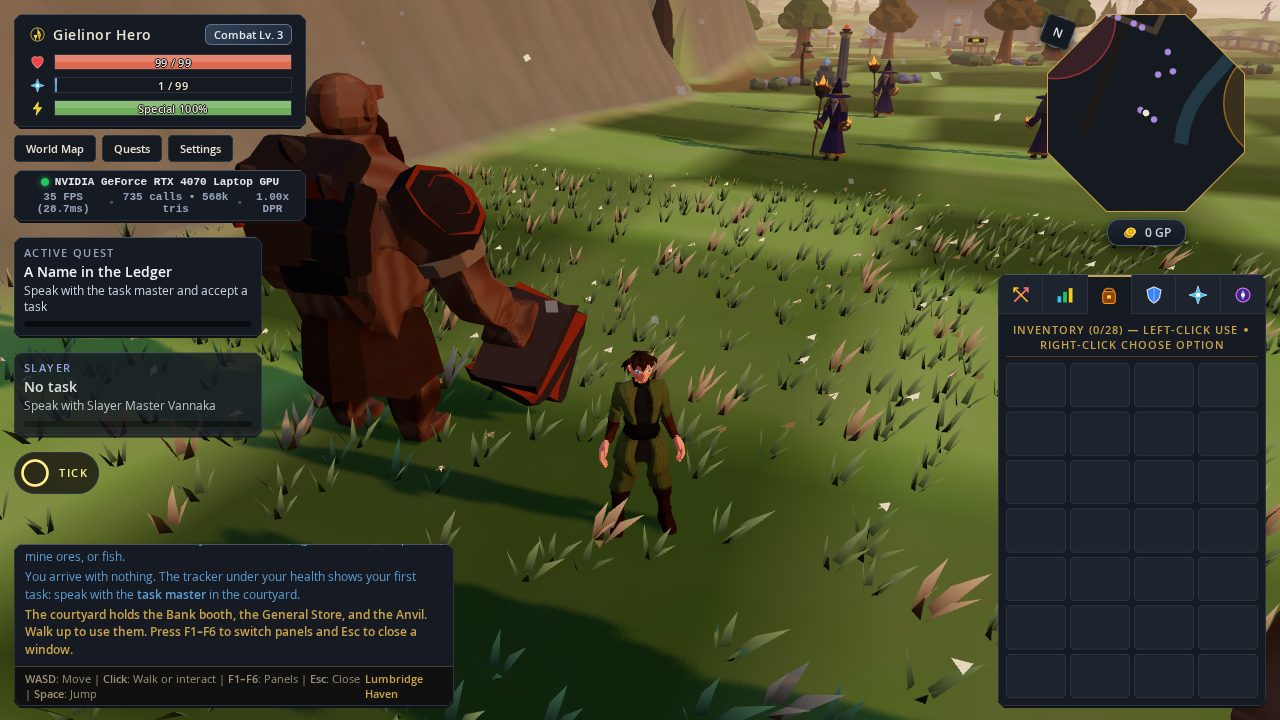 Gielinor Hero
Combat Lv. 3
99 / 99
1 / 99
Special 100%
World Map
Quests
Settings
NVIDIA GeForce RTX 4070 Laptop GPU
35 FPS (28.7ms) • 735 calls • 568k tris • 1.00x DPR
ACTIVE QUEST
A Name in the Ledger
Speak with the task master and accept a
task
SLAYER
No task
Speak with Slayer Master Vannaka
TICK
mine ores, or fish.
You arrive with nothing. The tracker under your health shows your first
task: speak with the task master in the courtyard.
The courtyard holds the Bank booth, the General Store, and the Anvil.
Walk up to use them. Press F1–F6 to switch panels and Esc to close a
window.
WASD: Move | Click: Walk or interact | F1–F6: Panels | Esc: Close
| Space: Jump
Lumbridge
Haven
N
0 GP
INVENTORY (0/28) — LEFT-CLICK USE •
RIGHT-CLICK CHOOSE OPTION